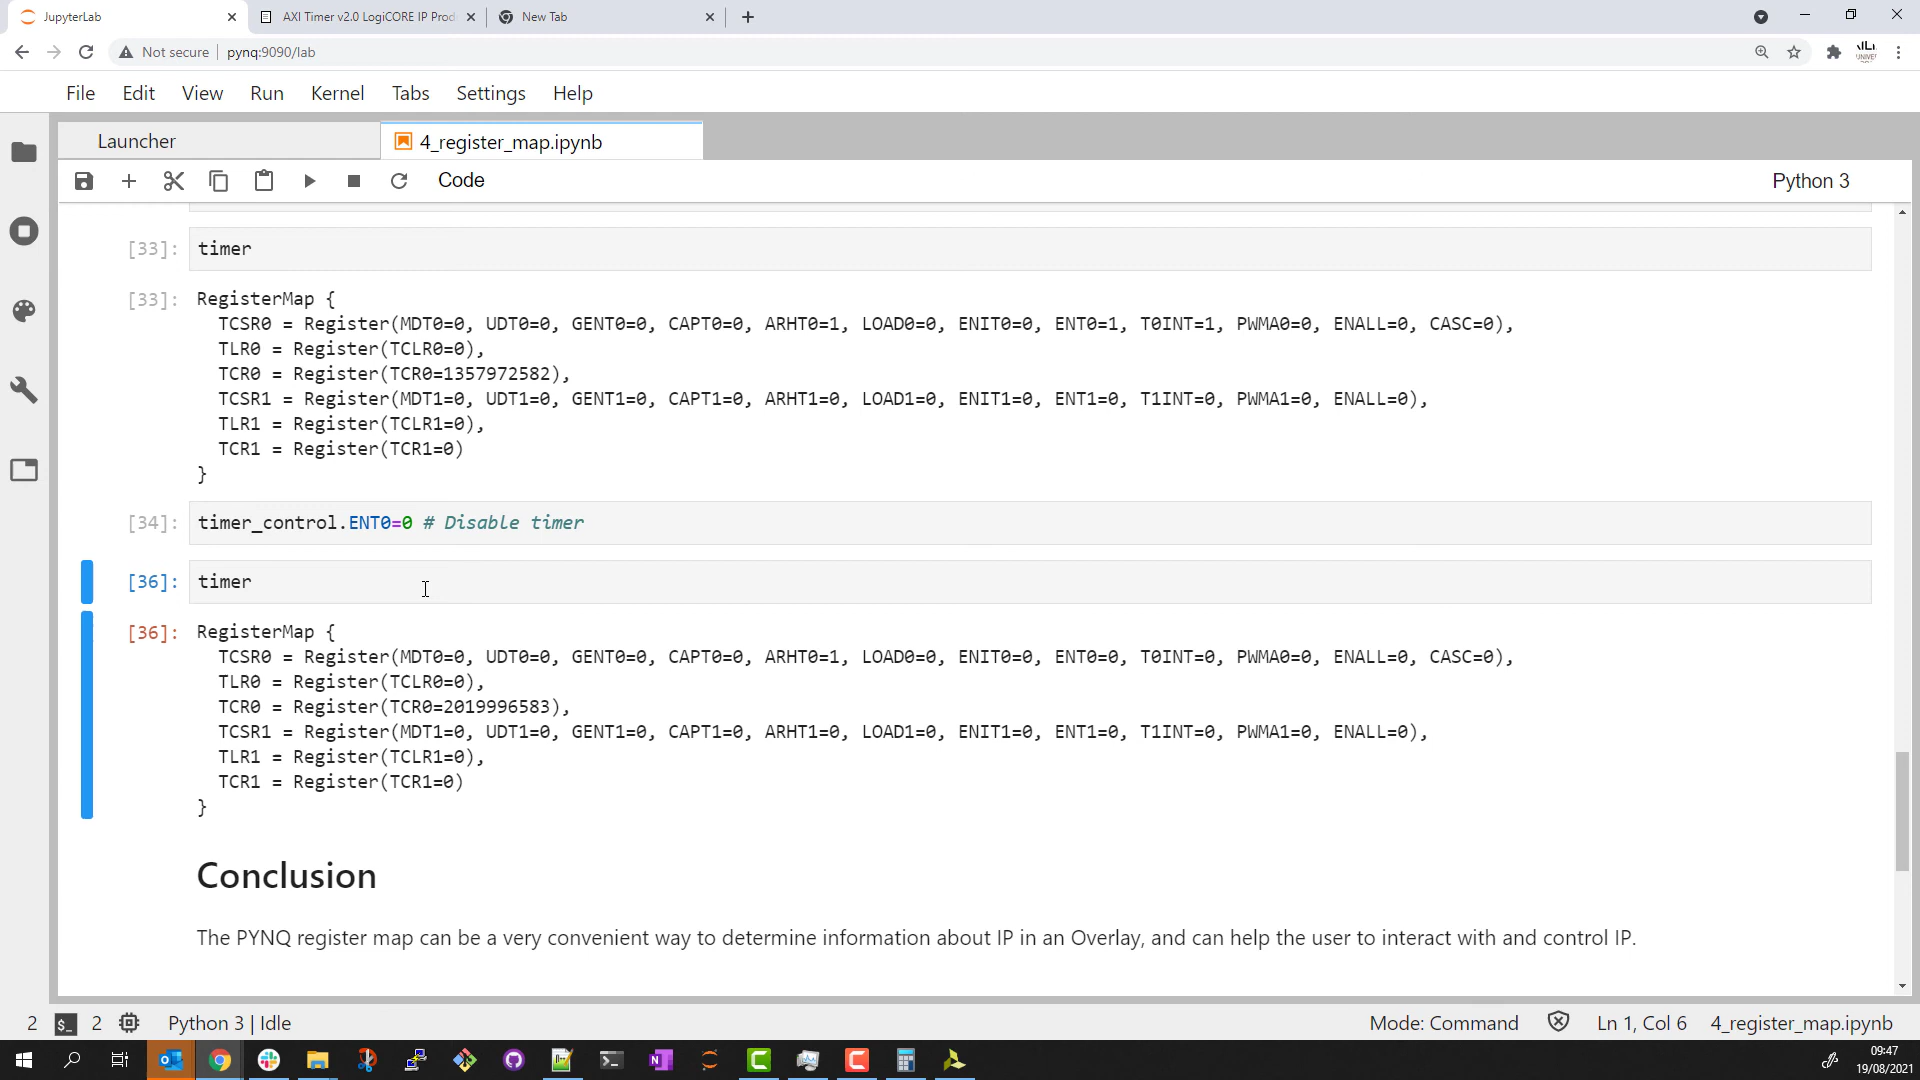 JupyterLab
AXI Timer v2.0 LogiCORE IP Prod
New Tab
Not secure
pynq:9090/lab
File Edit View Run Kernel Tabs Settings Help
Launcher
4_register_map.ipynb
Code
Python 3
[33]: timer
[33]: RegisterMap {
TCSR0 = Register(MDT0=0, UDT0=0, GENT0=0, CAPT0=0, ARHT0=1, LOAD0=0, ENIT0=0, ENT0=1, T0INT=1, PWMA0=0, ENALL=0, CASC=0),
TLR0 = Register(TCLR0=0),
TCR0 = Register(TCR0=1357972582),
TCSR1 = Register(MDT1=0, UDT1=0, GENT1=0, CAPT1=0, ARHT1=0, LOAD1=0, ENIT1=0, ENT1=0, T1INT=0, PWMA1=0, ENALL=0),
TLR1 = Register(TCLR1=0),
TCR1 = Register(TCR1=0)
}
[34]: timer_control.ENT0=0 # Disable timer
[36]: timer
[36]: RegisterMap {
TCSR0 = Register(MDT0=0, UDT0=0, GENT0=0, CAPT0=0, ARHT0=1, LOAD0=0, ENIT0=0, ENT0=0, T0INT=0, PWMA0=0, ENALL=0, CASC=0),
TLR0 = Register(TCLR0=0),
TCR0 = Register(TCR0=2019996583),
TCSR1 = Register(MDT1=0, UDT1=0, GENT1=0, CAPT1=0, ARHT1=0, LOAD1=0, ENIT1=0, ENT1=0, T1INT=0, PWMA1=0, ENALL=0),
TLR1 = Register(TCLR1=0),
TCR1 = Register(TCR1=0)
}
Conclusion
The PYNQ register map can be a very convenient way to determine information about IP in an Overlay, and can help the user to interact with and control IP.
2
2
Python 3 | Idle
Mode: Command
Ln 1, Col 6
4_register_map.ipynb
09:47
19/08/2021